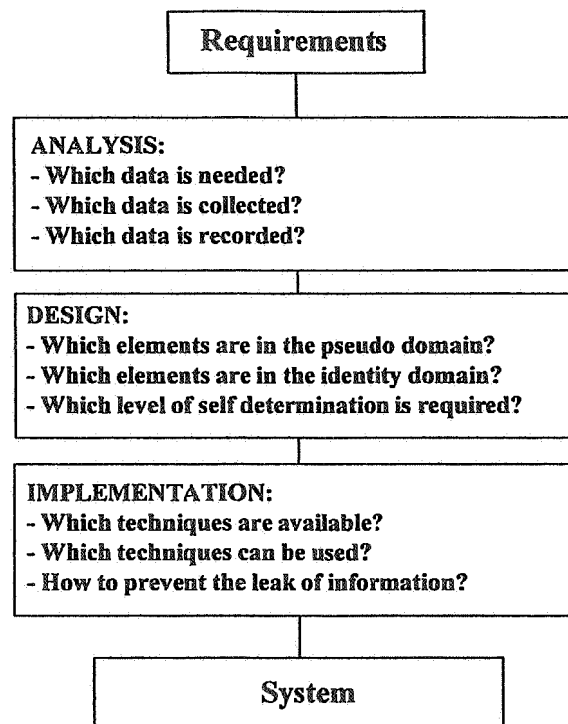 Requirements
ANALYSIS:
- Which data is needed?
- Which data is collected?
- Which data is recorded?
DESIGN:
- Which elements are in the pseudo domain?
- Which elements are in the identity domain?
- Which level of self determination is required?
IMPLEMENTATION:
- Which techniques are available?
- Which techniques can be used?
- How to prevent the leak of information?
System